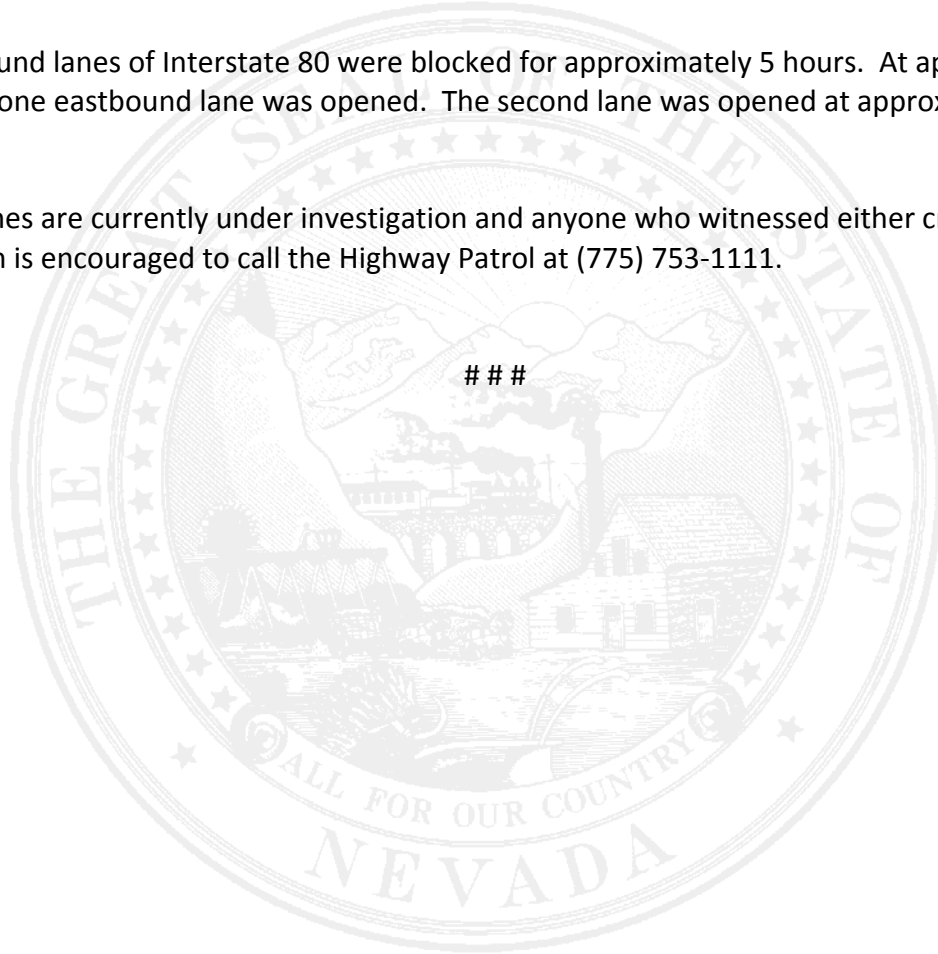 und lanes of Interstate 80 were blocked for approximately 5 hours.  At ap
one eastbound lane was opened.  The second lane was opened at approx
nes are currently under investigation and anyone who witnessed either c
n is encouraged to call the Highway Patrol at (775) 753-1111.
# # #
THE GREAT SEAL OF THE STATE OF
ALL FOR OUR COUNTRY
NEVADA